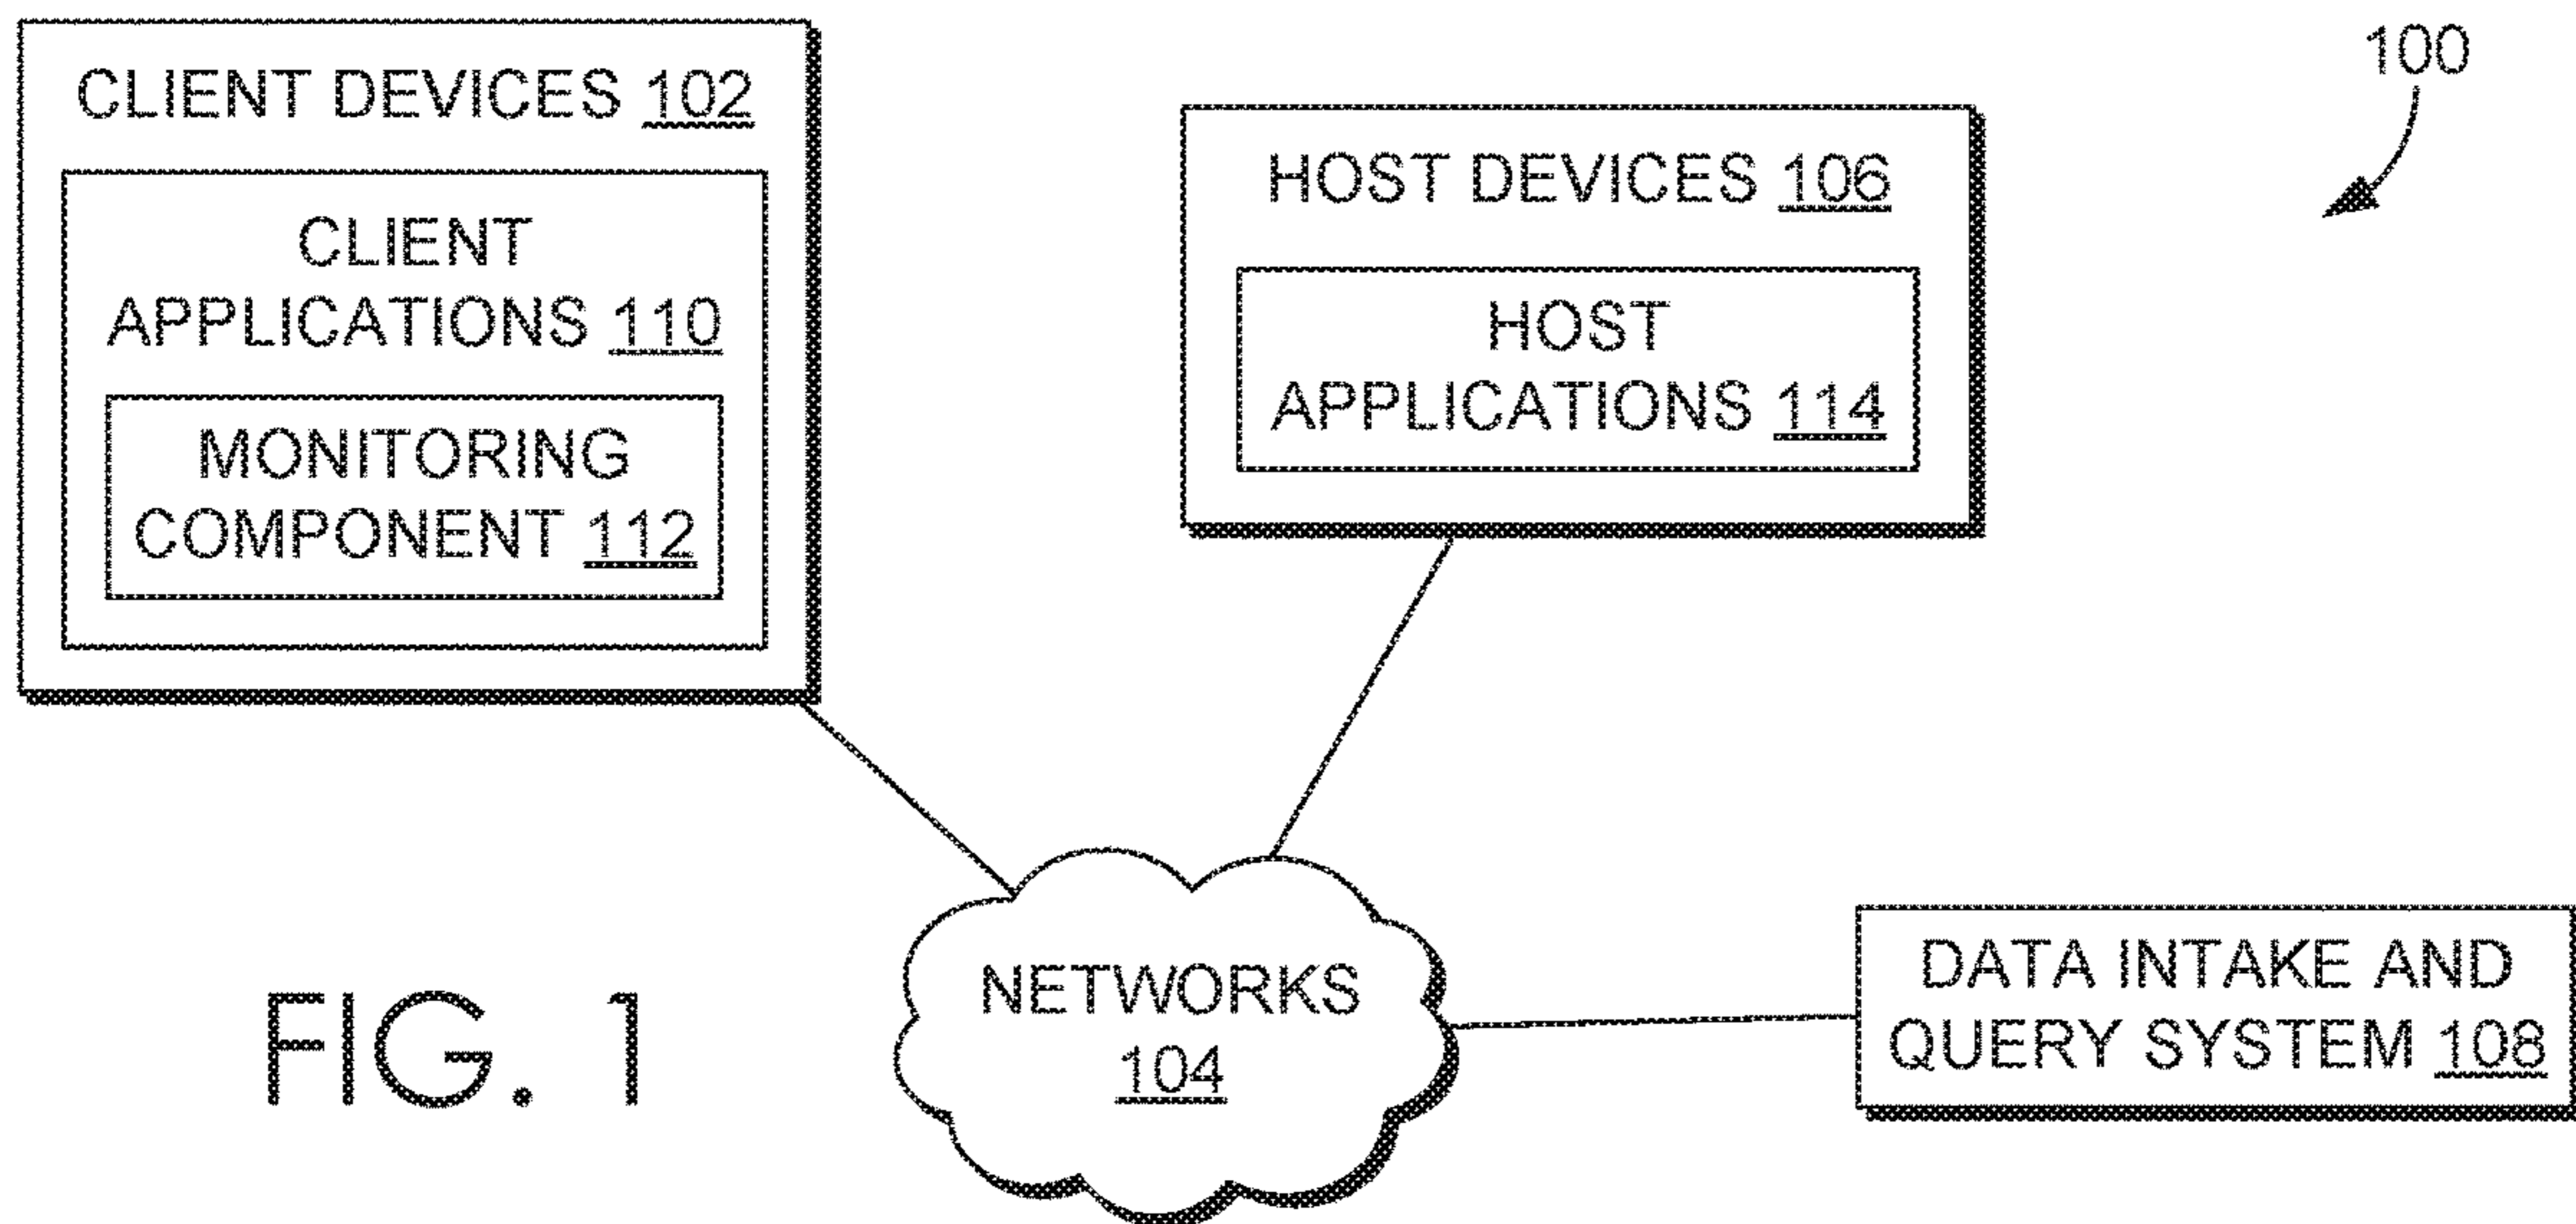 CLIENT DEVICES 102
CLIENT
APPLICATIONS 110
MONITORING
COMPONENT 112
HOST DEVICES 106
HOST
APPLICATIONS 114
100
NETWORKS
104
DATA INTAKE AND
QUERY SYSTEM 108
FIG. 1